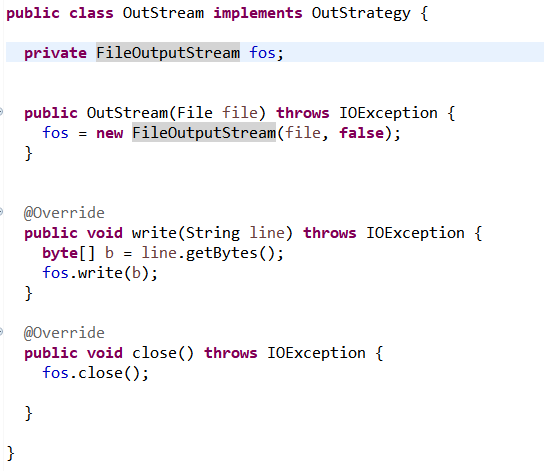 public class OutStream implements OutStrategy {
private FileOutputStream fos;
public OutStream(File file) throws IOException {
fos = new FileOutputStream(file, false);
}
@Override
public void write(String line) throws IOException {
byte[] b = line.getBytes();
fos.write(b);
}
@Override
public void close() throws IOException {
fos.close();
}
}